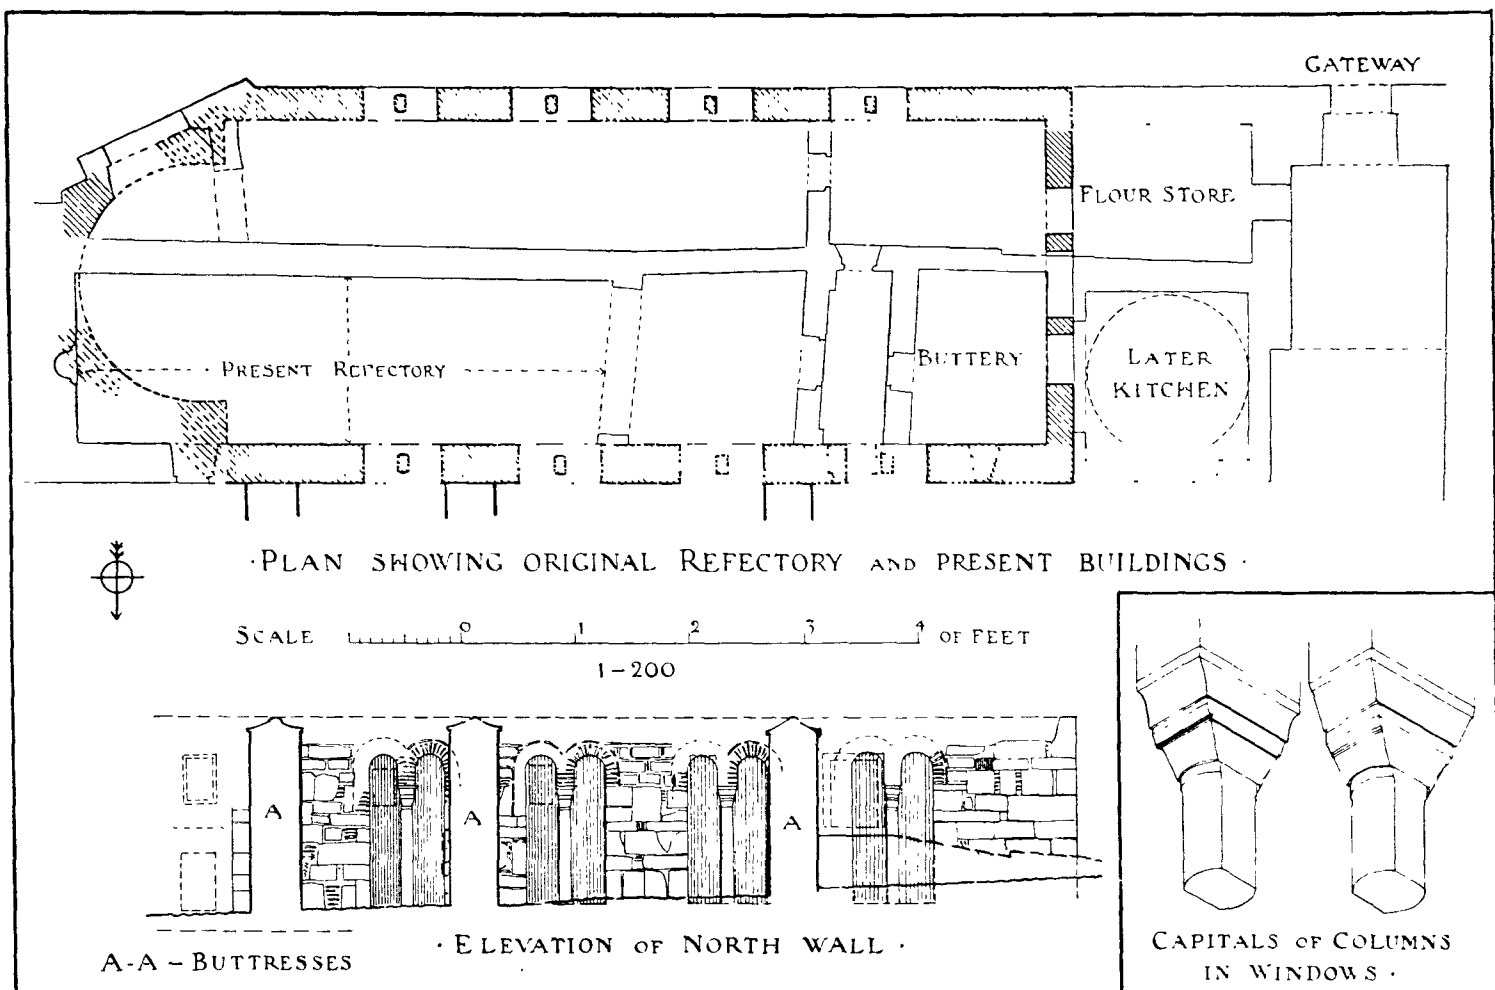 GATEWAY
FLOUR STORE
· PRESENT REFECTORY
BUTTERY
LATER
KITCHEN
· PLAN SHOWING ORIGINAL REFECTORY AND PRESENT BUILDINGS ·
SCALE 0 1 2 3 4 OF FEET
1-200
A A A
· ELEVATION OF NORTH WALL ·
A-A – BUTTRESSES
CAPITALS OF COLUMNS
IN WINDOWS ·